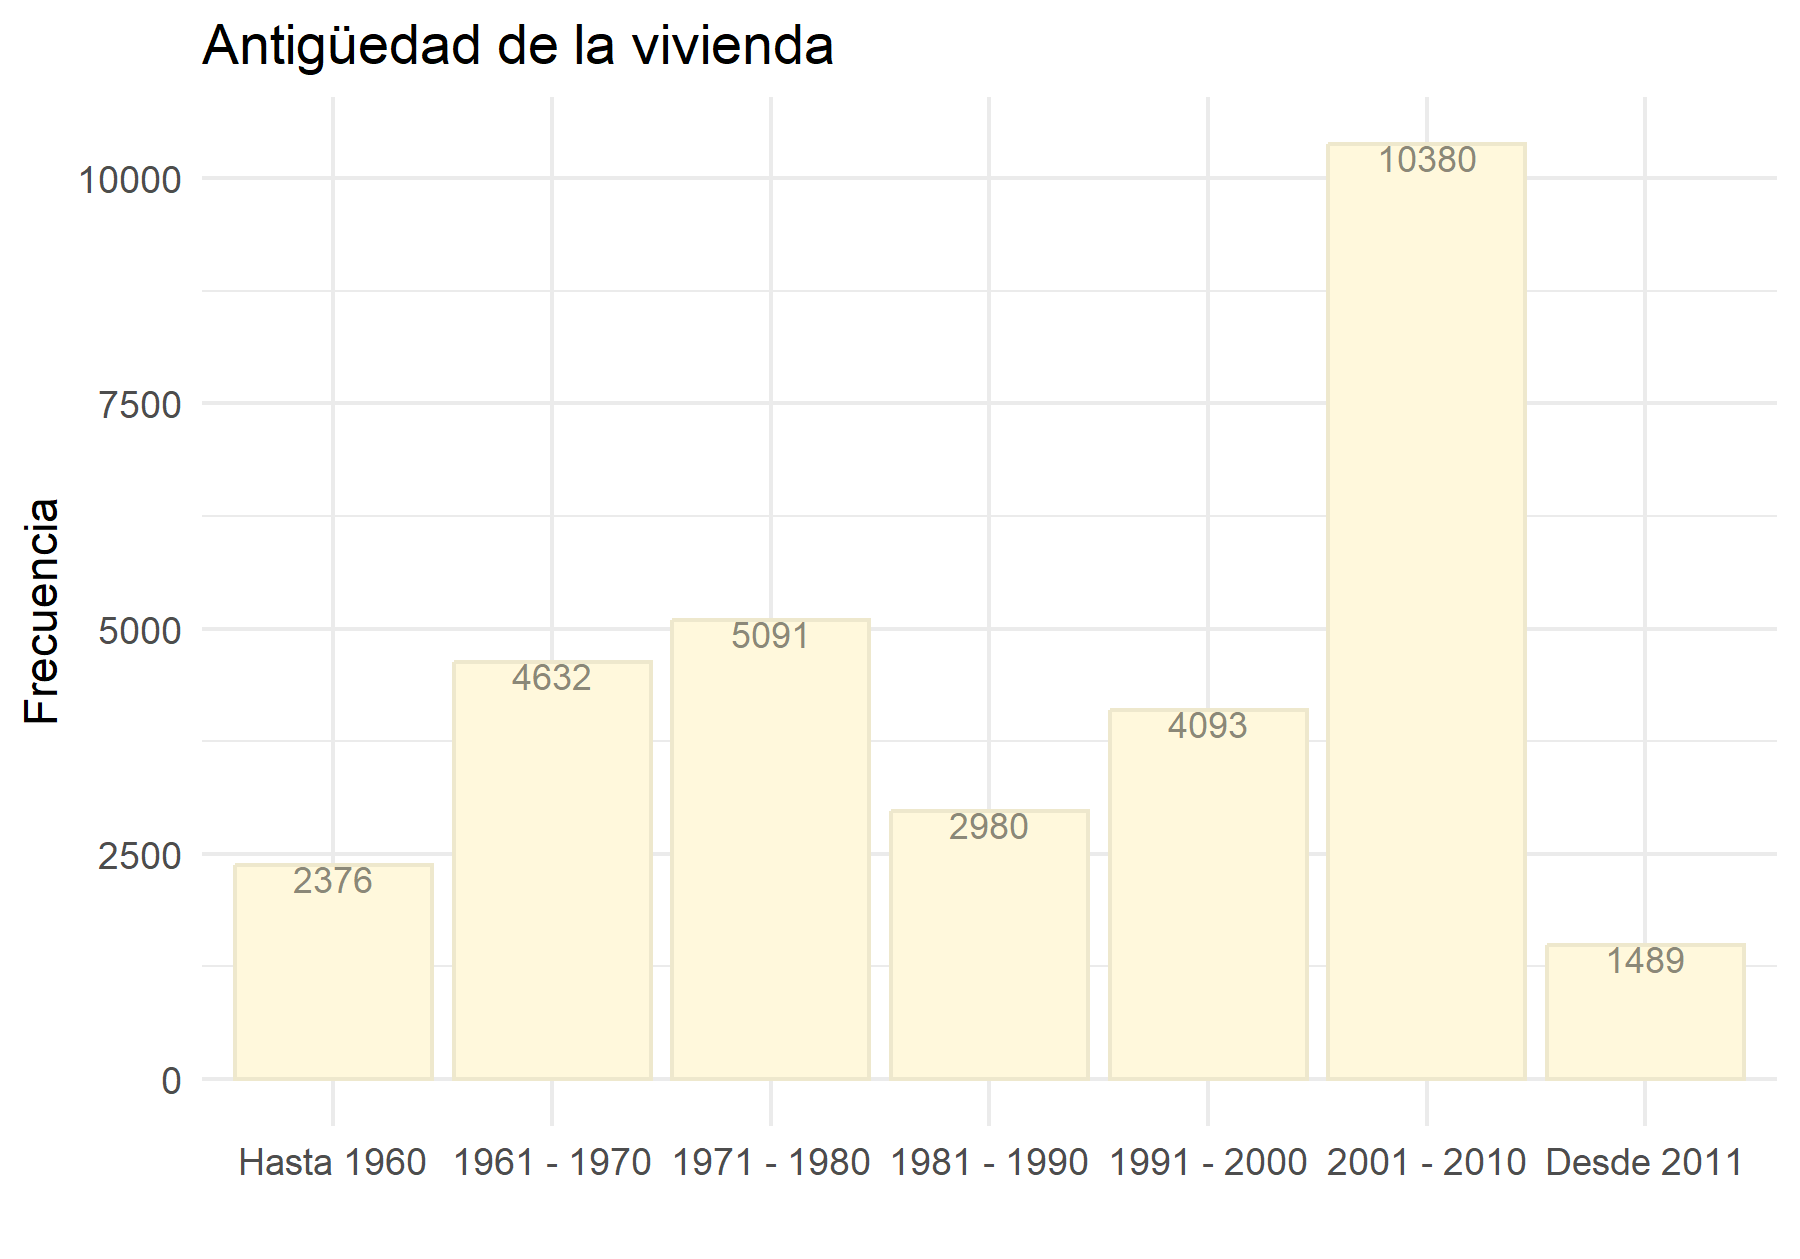 Antigüedad de la vivienda
Frecuencia
10000
7500
5000
2500
0
2376
4632
5091
2980
4093
10380
1489
Hasta 1960
1961 - 1970
1971 - 1980
1981 - 1990
1991 - 2000
2001 - 2010
Desde 2011